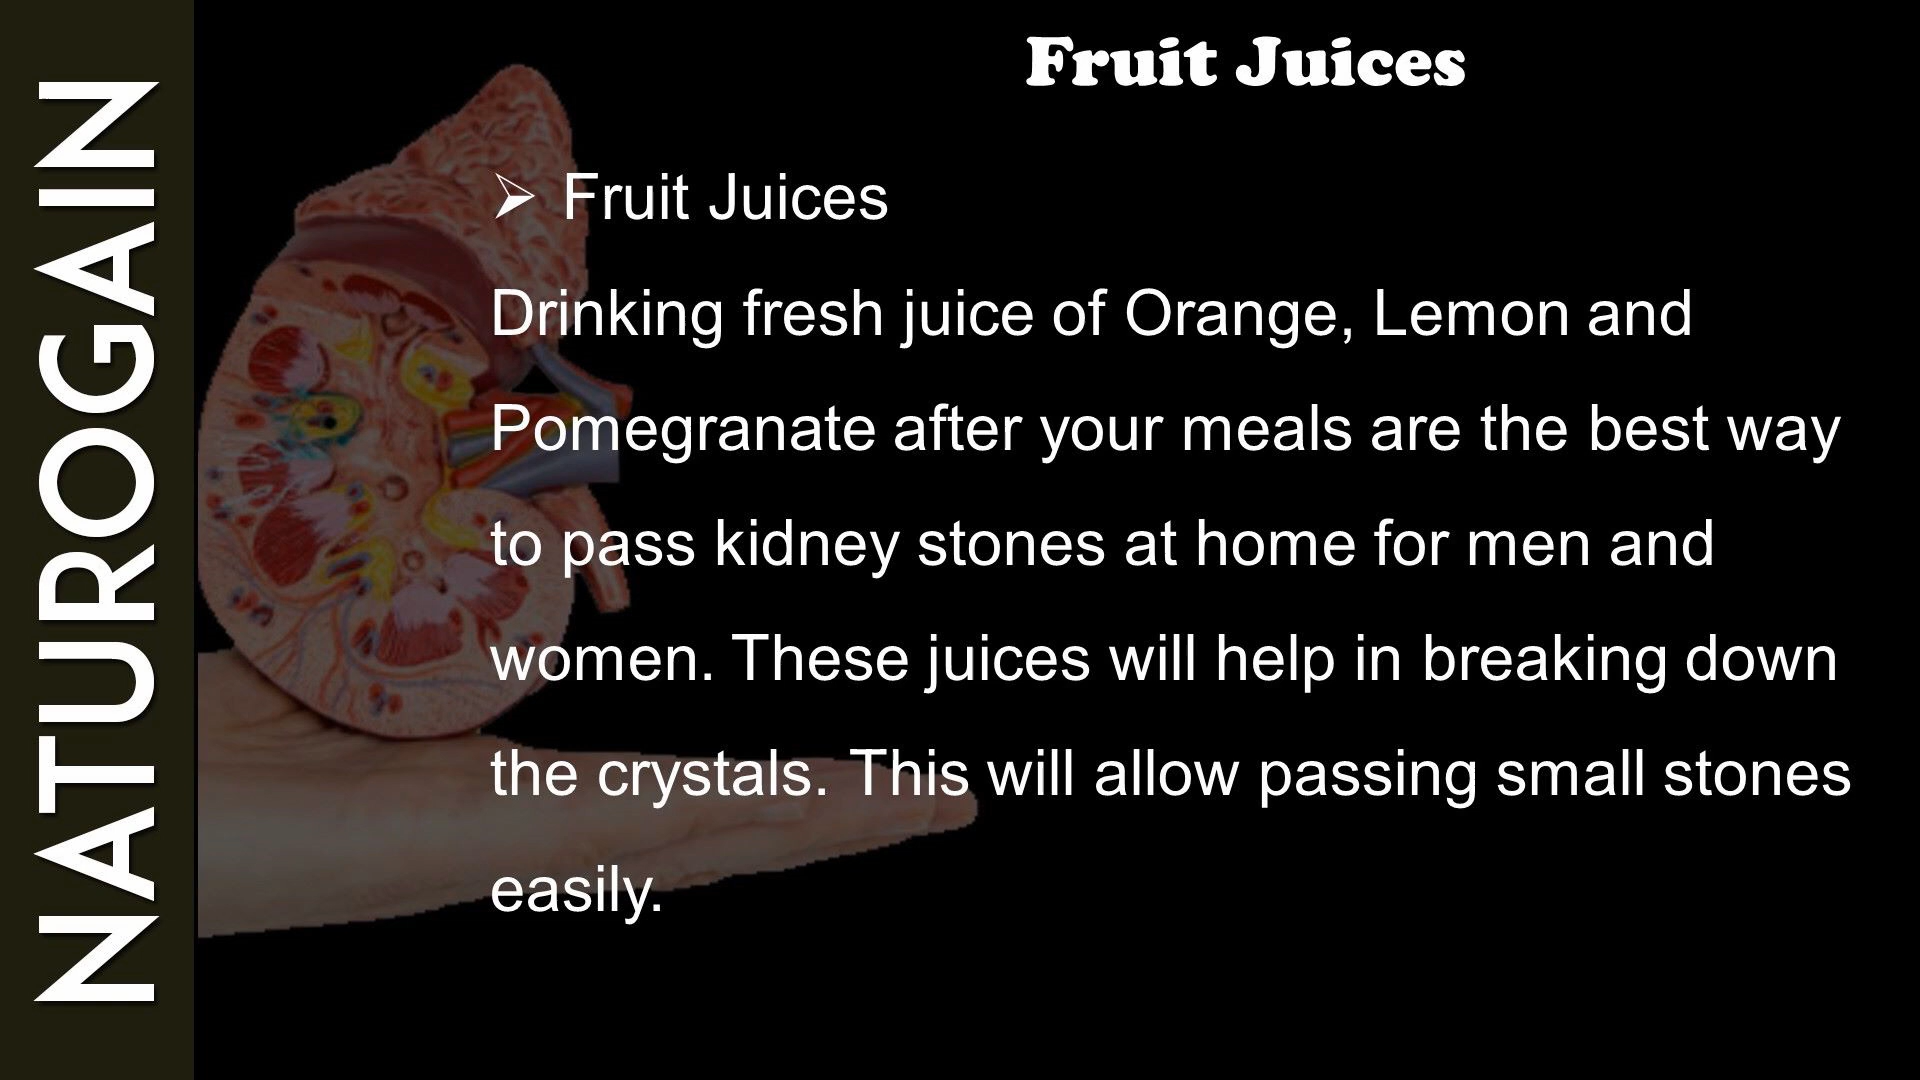 NATUROGAIN
Fruit Juices
➢ Fruit Juices
Drinking fresh juice of Orange, Lemon and
Pomegranate after your meals are the best way
to pass kidney stones at home for men and
women. These juices will help in breaking down
the crystals. This will allow passing small stones
easily.